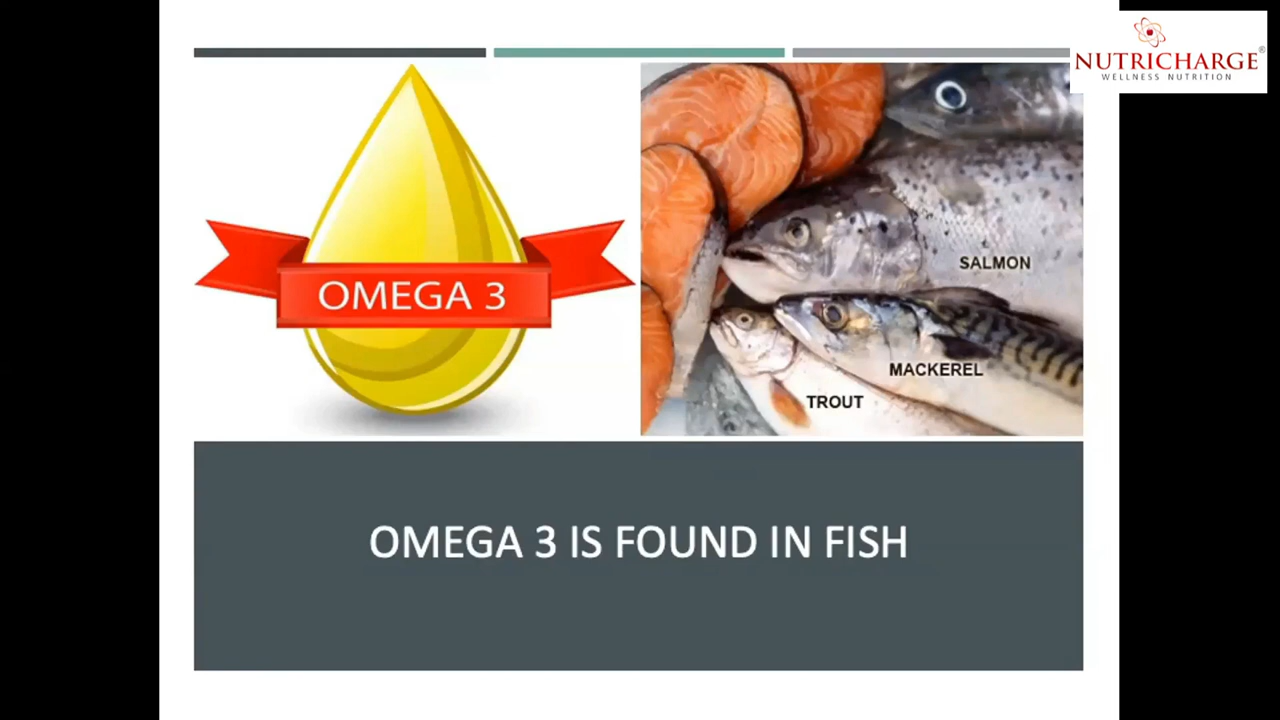 NUTRICHARGE®
WELLNESS NUTRITION
OMEGA 3
SALMON
MACKEREL
TROUT
OMEGA 3 IS FOUND IN FISH